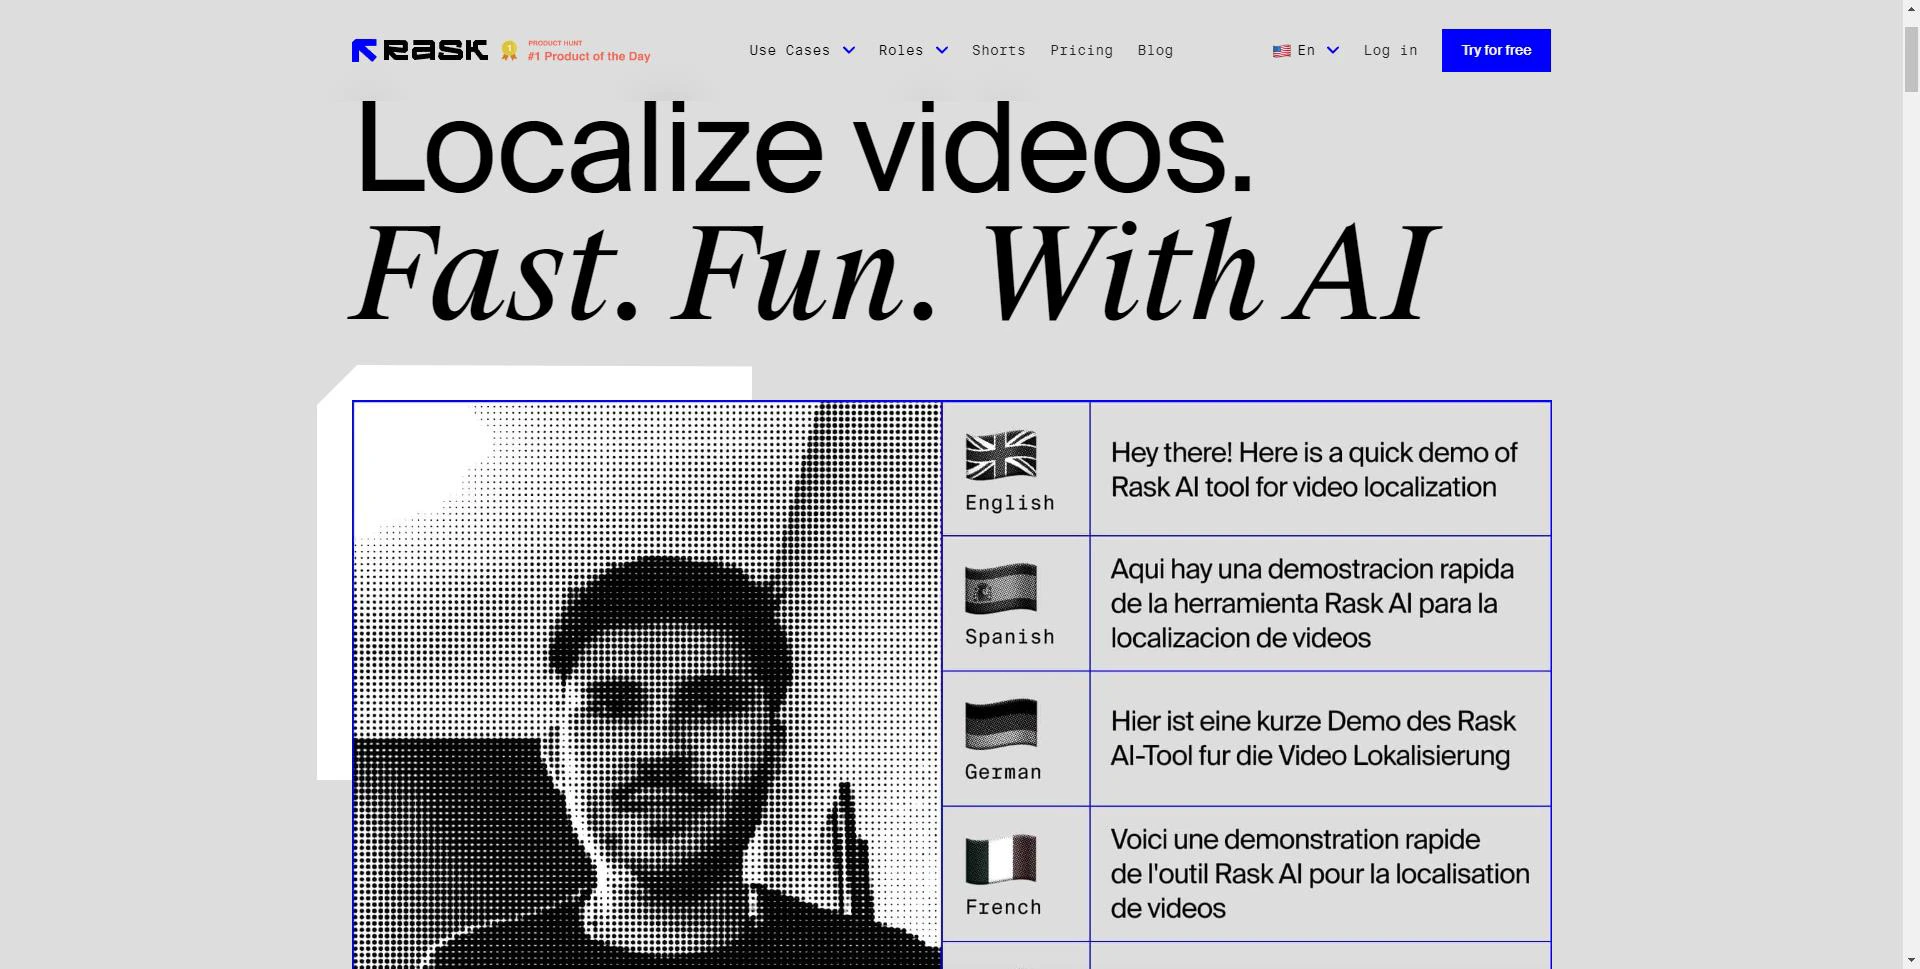 Rask
1
PRODUCT HUNT
#1 Product of the Day
Use Cases
Roles
Shorts
Pricing
Blog
En
Log in
Try for free
Localize videos.
Fast. Fun. With AI
English
Hey there! Here is a quick demo of
Rask AI tool for video localization
Spanish
Aqui hay una demostracion rapida
de la herramienta Rask AI para la
localizacion de videos
German
Hier ist eine kurze Demo des Rask
AI-Tool fur die Video Lokalisierung
French
Voici une demonstration rapide
de l'outil Rask AI pour la localisation
de videos